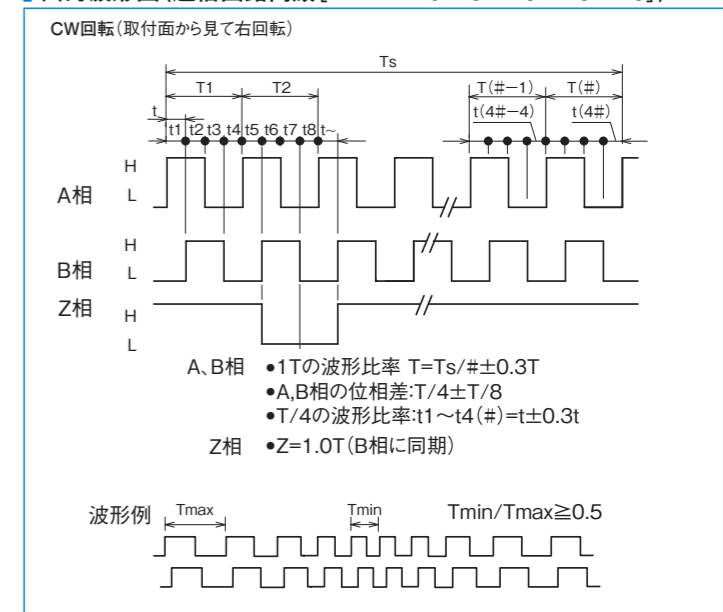 CW回転(取付面から見て右回転)
Ts
T1 T2 T(#−1) T(#)
t t(4#−4) t(4#)
t1 t2 t3 t4 t5 t6 t7 t8 t~
H
A相 L
H
B相 L
Z相 H
L
A、B相 ●1Tの波形比率 T=Ts/#±0.3T
●A,B相の位相差:T/4±T/8
●T/4の波形比率:t1~t4(#)=t±0.3t
Z相 ●Z=1.0T(B相に同期)
波形例 Tmax Tmin Tmin/Tmax≧0.5